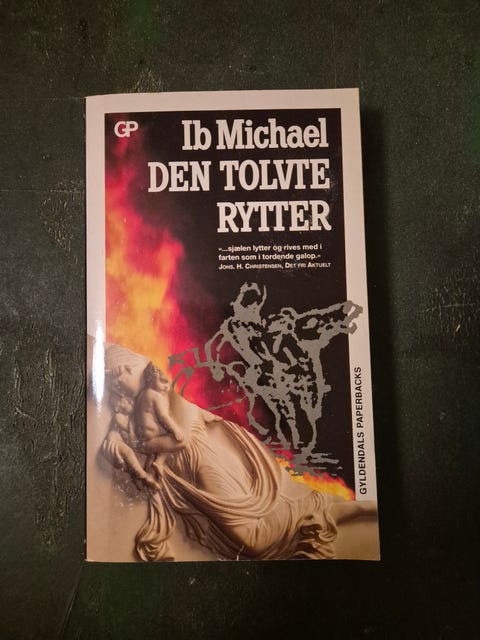 GP
Ib Michael
DEN TOLVTE
RYTTER
»...sjælen lytter og rives med i
farten som i tordende galop.«
JOHS. H. CHRISTENSEN, DET FRI AKTUELT
GYLDENDALS PAPERBACKS